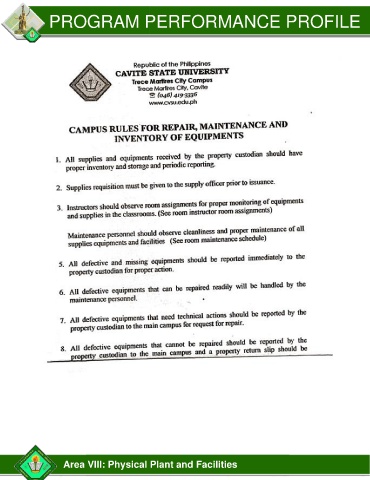 PROGRAM PERFORMANCE PROFILE
Republic of the Philippines
CAVITE STATE UNIVERSITY
Trece Martires City Campus
Trece Martires City, Cavite
☎ (046) 419-3336
www.cvsu.edu.ph
CAMPUS RULES FOR REPAIR, MAINTENANCE AND
INVENTORY OF EQUIPMENTS
1. All supplies and equipments received by the property custodian should have
proper inventory and storage and periodic reporting.
2. Supplies requisition must be given to the supply officer prior to issuance.
3. Instructors should observe room assignments for proper monitoring of equipments
and supplies in the classrooms. (See room instructor room assignments)
Maintenance personnel should observe cleanliness and proper maintenance of all
supplies equipments and facilities (See room maintenance schedule)
5. All defective and missing equipments should be reported immediately to the
property custodian for proper action.
6. All defective equipments that can be repaired readily will be handled by the
maintenance personnel.
7. All defective equipments that need technical actions should be reported by the
property custodian to the main campus for request for repair.
8. All defective equipments that cannot be repaired should be reported by the
property custodian to the main campus and a property return slip should be
Area VIII: Physical Plant and Facilities